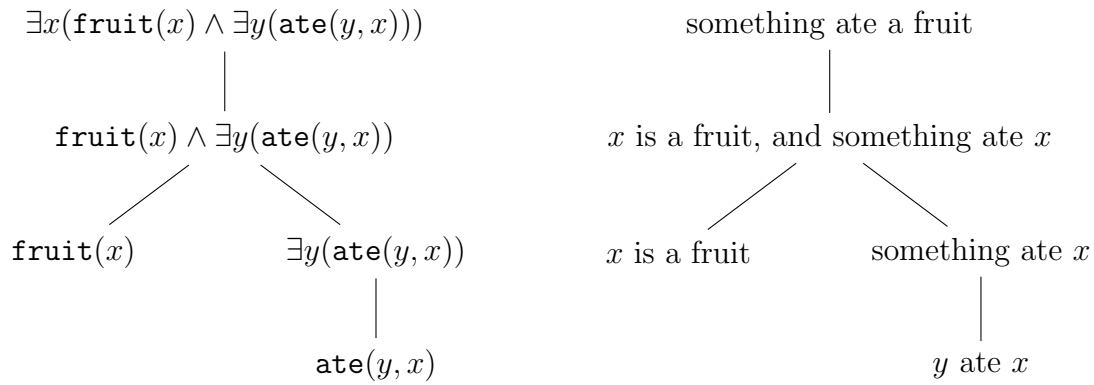 ∃x(fruit(x) ∧ ∃y(ate(y, x)))
something ate a fruit
fruit(x) ∧ ∃y(ate(y, x))
x is a fruit, and something ate x
fruit(x)
∃y(ate(y, x))
x is a fruit
something ate x
ate(y, x)
y ate x